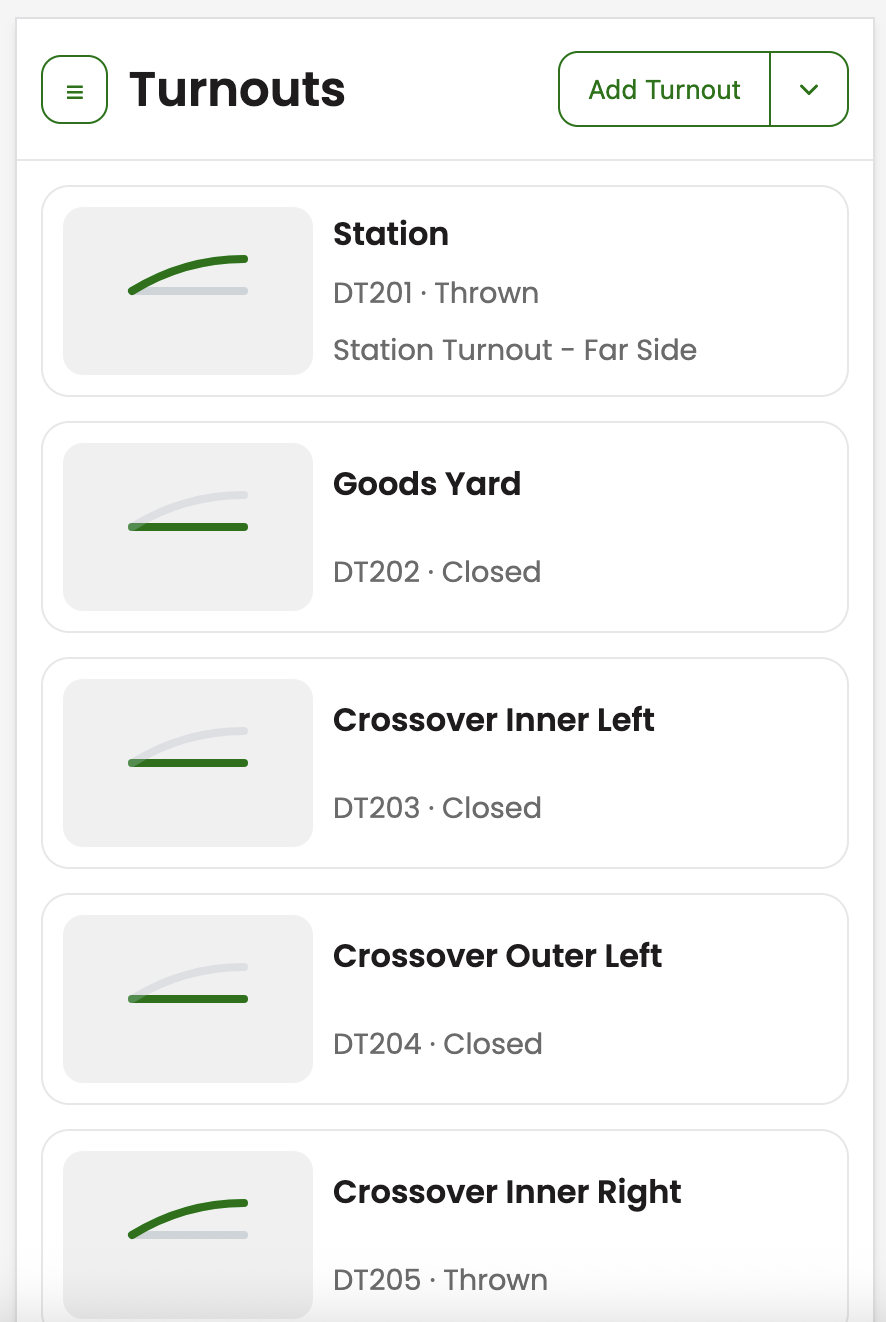 Turnouts
Add Turnout
Station
DT201 · Thrown
Station Turnout - Far Side
Goods Yard
DT202 · Closed
Crossover Inner Left
DT203 · Closed
Crossover Outer Left
DT204 · Closed
Crossover Inner Right
DT205 · Thrown